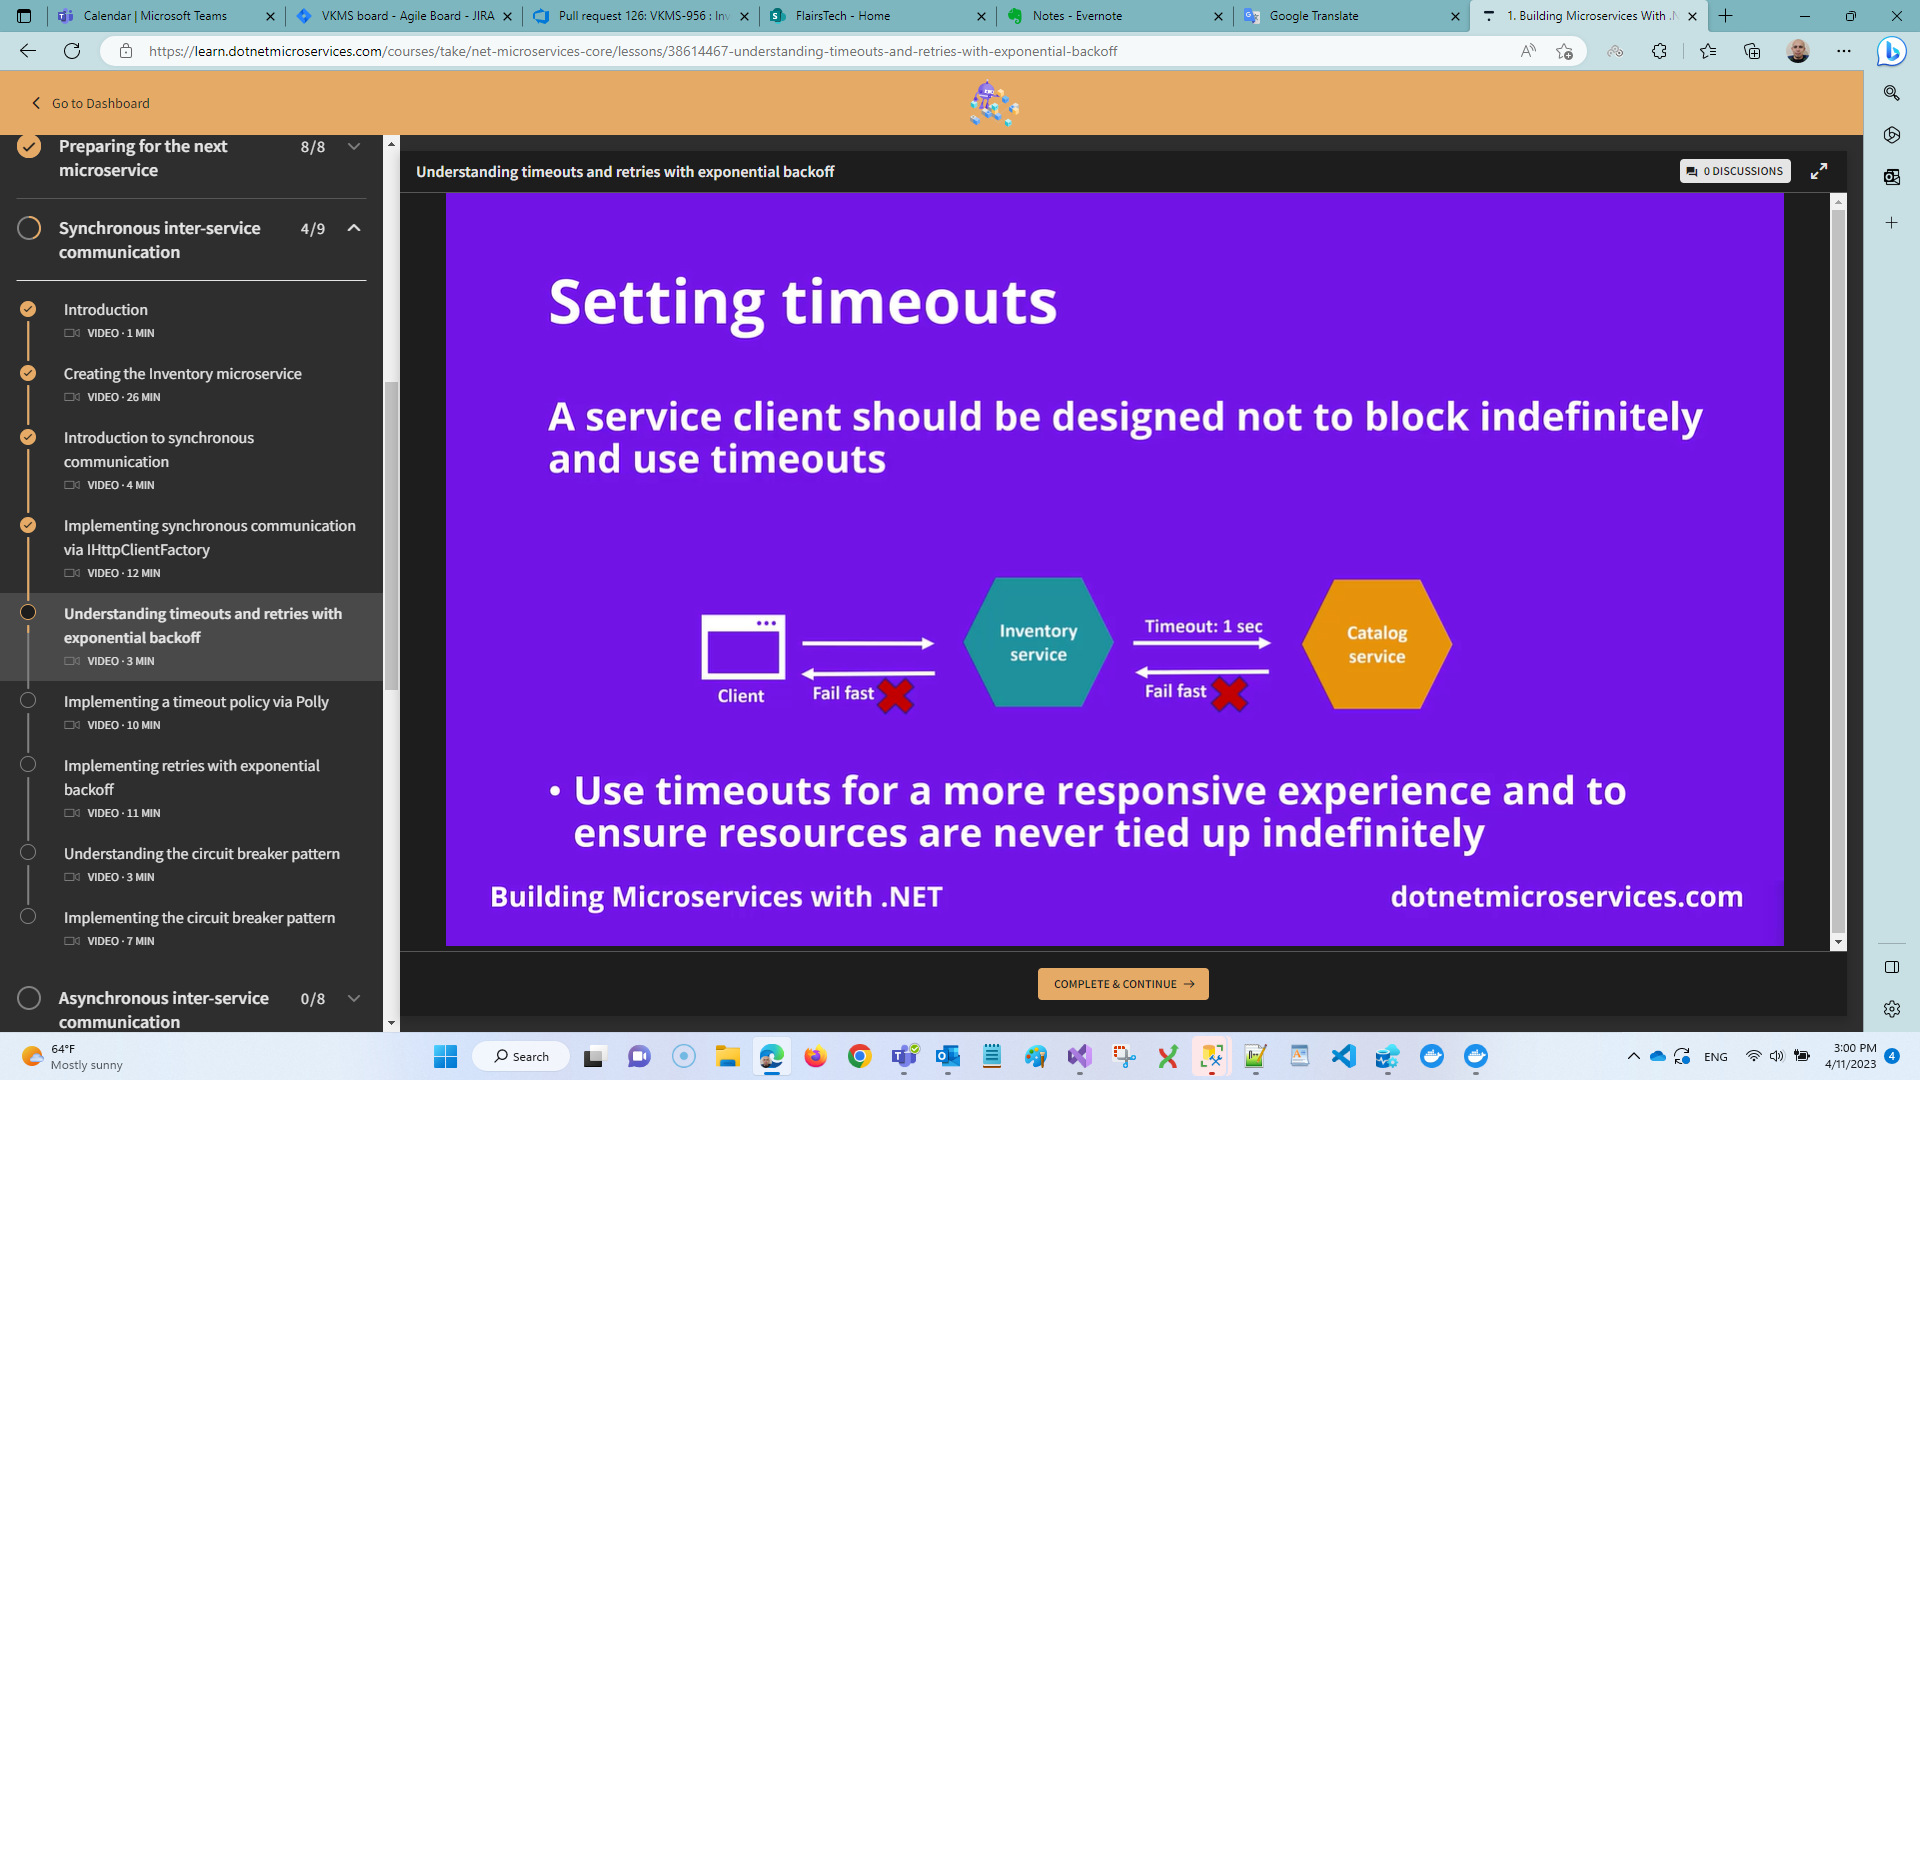 Calendar | Microsoft Teams
VKMS board - Agile Board - JIRA
Pull request 126: VKMS-956 : In
FlairsTech - Home
Notes - Evernote
Google Translate
1. Building Microservices With .N
https://learn.dotnetmicroservices.com/courses/take/net-microservices-core/lessons/38614467-understanding-timeouts-and-retries-with-exponential-backoff
Go to Dashboard
Preparing for the next
microservice
8/8
Synchronous inter-service
communication
4/9
Introduction
VIDEO · 1 MIN
Creating the Inventory microservice
VIDEO · 26 MIN
Introduction to synchronous
communication
VIDEO · 4 MIN
Implementing synchronous communication
via IHttpClientFactory
VIDEO · 12 MIN
Understanding timeouts and retries with
exponential backoff
VIDEO · 3 MIN
Implementing a timeout policy via Polly
VIDEO · 10 MIN
Implementing retries with exponential
backoff
VIDEO · 11 MIN
Understanding the circuit breaker pattern
VIDEO · 3 MIN
Implementing the circuit breaker pattern
VIDEO · 7 MIN
Asynchronous inter-service
communication
0/8
Understanding timeouts and retries with exponential backoff
0 DISCUSSIONS
Setting timeouts
A service client should be designed not to block indefinitely
and use timeouts
Client
Fail fast
Inventory
service
Timeout: 1 sec
Fail fast
Catalog
service
• Use timeouts for a more responsive experience and to
ensure resources are never tied up indefinitely
Building Microservices with .NET
dotnetmicroservices.com
COMPLETE & CONTINUE →
64°F
Mostly sunny
Search
ENG
3:00 PM
4/11/2023
4